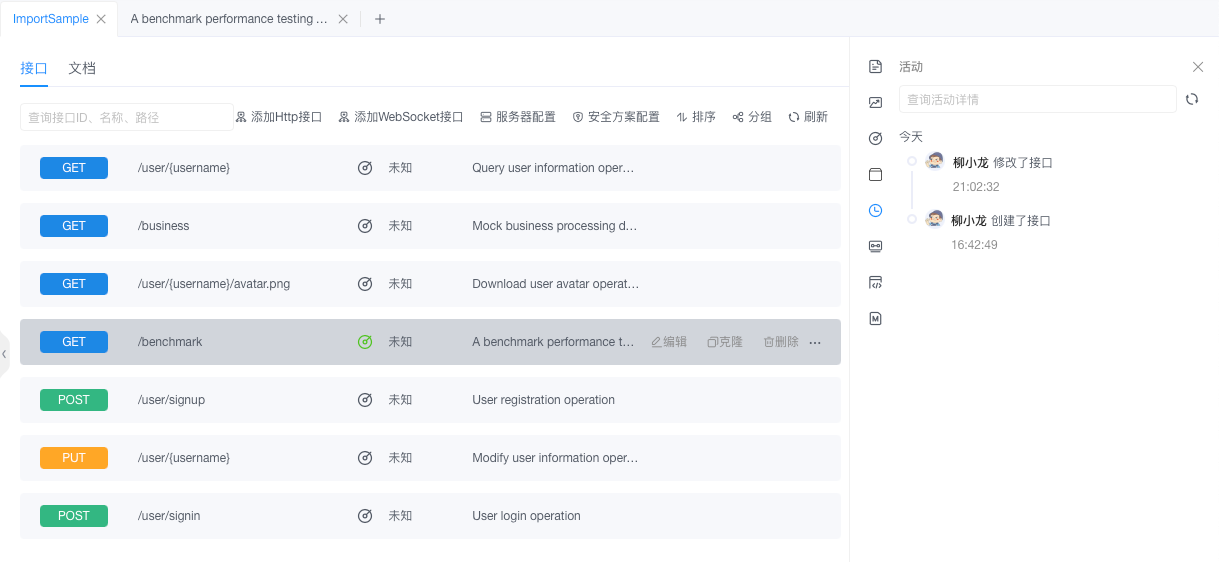 ImportSample A benchmark performance testing ...
接口 文档
查询接口ID、名称、路径 添加Http接口 添加WebSocket接口 服务器配置 安全方案配置 排序 分组 刷新
GET /user/{username} 未知 Query user information oper…
GET /business 未知 Mock business processing d…
GET /user/{username}/avatar.png 未知 Download user avatar operat…
GET /benchmark 未知 A benchmark performance t… 编辑 克隆 删除 ···
POST /user/signup 未知 User registration operation
PUT /user/{username} 未知 Modify user information oper…
POST /user/signin 未知 User login operation
活动
查询活动详情
今天
柳小龙 修改了接口
21:02:32
柳小龙 创建了接口
16:42:49